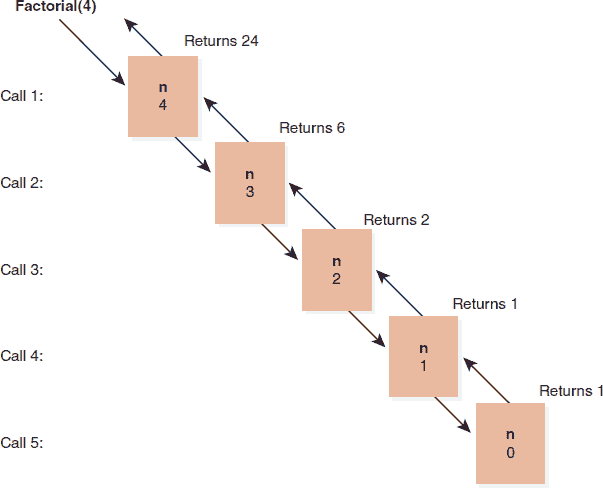 Factorial(4)
Returns 24
Call 1:
n
4
Returns 6
Call 2:
n
3
Returns 2
Call 3:
n
2
Returns 1
Call 4:
n
1
Returns 1
Call 5:
n
0